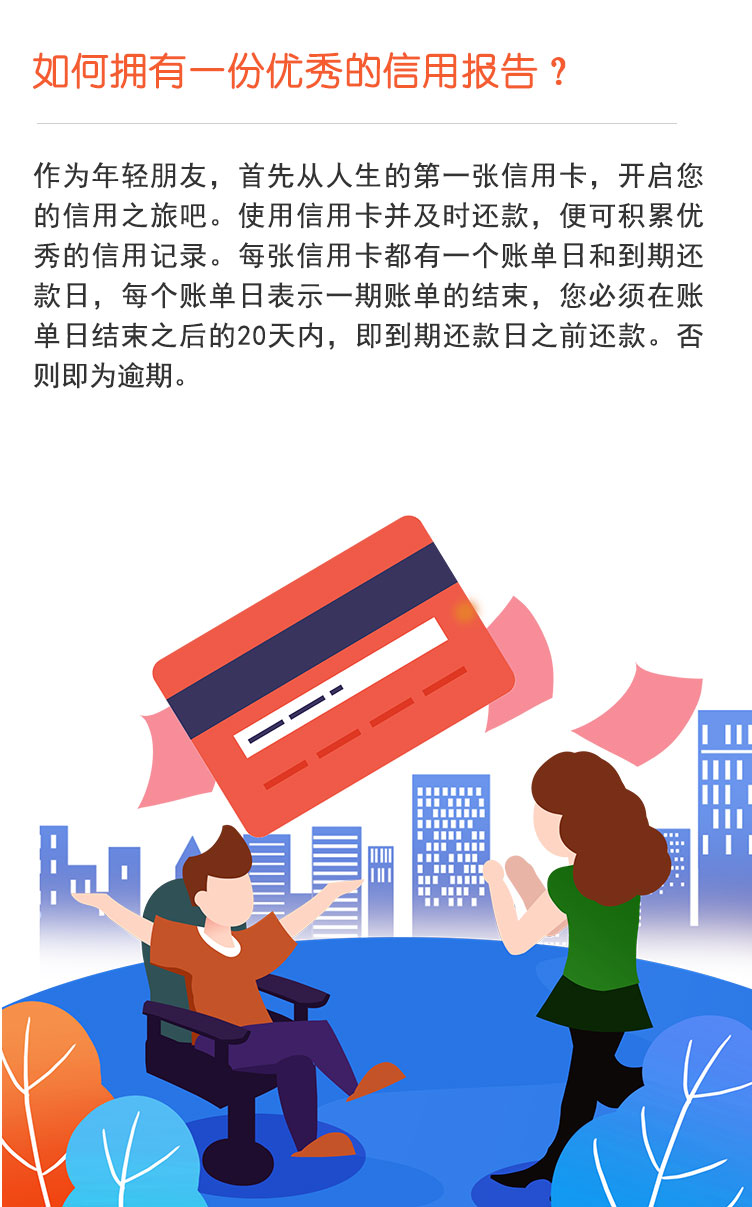 如何拥有一份优秀的信用报告？
作为年轻朋友，首先从人生的第一张信用卡，开启您
的信用之旅吧。使用信用卡并及时还款，便可积累优
秀的信用记录。每张信用卡都有一个账单日和到期还
款日，每个账单日表示一期账单的结束，您必须在账
单日结束之后的20天内，即到期还款日之前还款。否
则即为逾期。